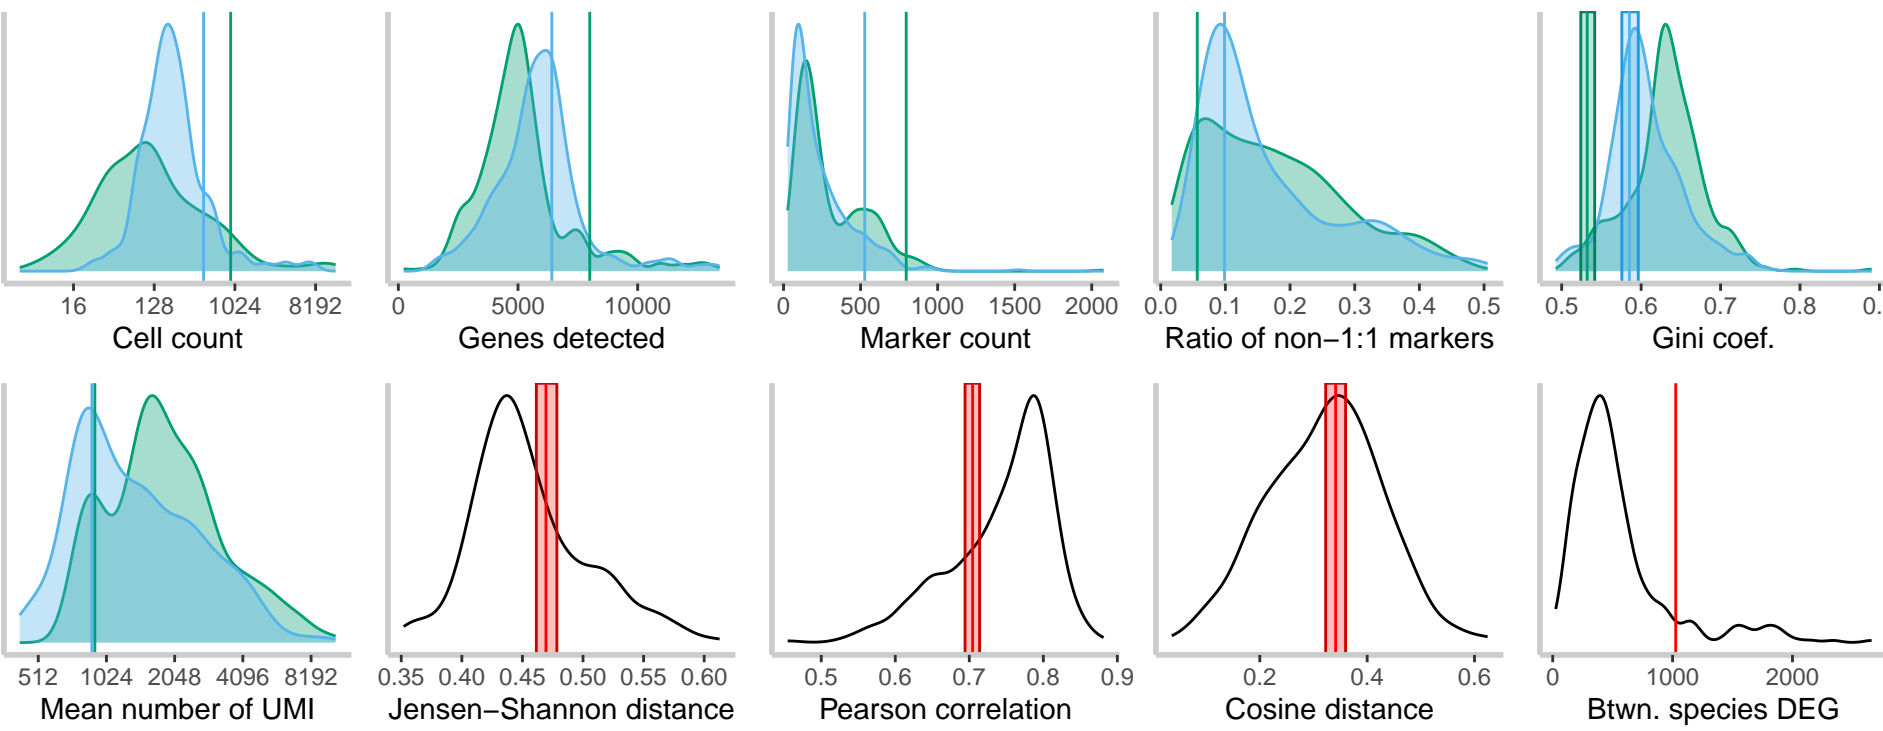 16 128 1024 8192
Cell count
0 5000 10000
Genes detected
0 500 1000 1500 2000
Marker count
0.0 0.1 0.2 0.3 0.4 0.5
Ratio of non−1:1 markers
0.5 0.6 0.7 0.8 0.
Gini coef.
512 1024 2048 4096 8192
Mean number of UMI
0.35 0.40 0.45 0.50 0.55 0.60
Jensen−Shannon distance
0.5 0.6 0.7 0.8 0.9
Pearson correlation
0.2 0.4 0.6
Cosine distance
0 1000 2000
Btwn. species DEG